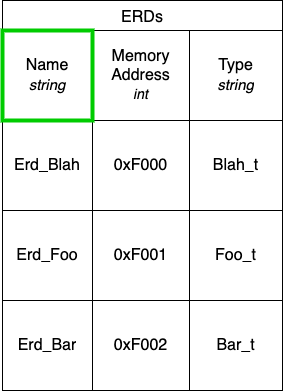 ERDs
Name
string
Memory
Address
int
Type
string
Erd_Blah
0xF000
Blah_t
Erd_Foo
0xF001
Foo_t
Erd_Bar
0xF002
Bar_t